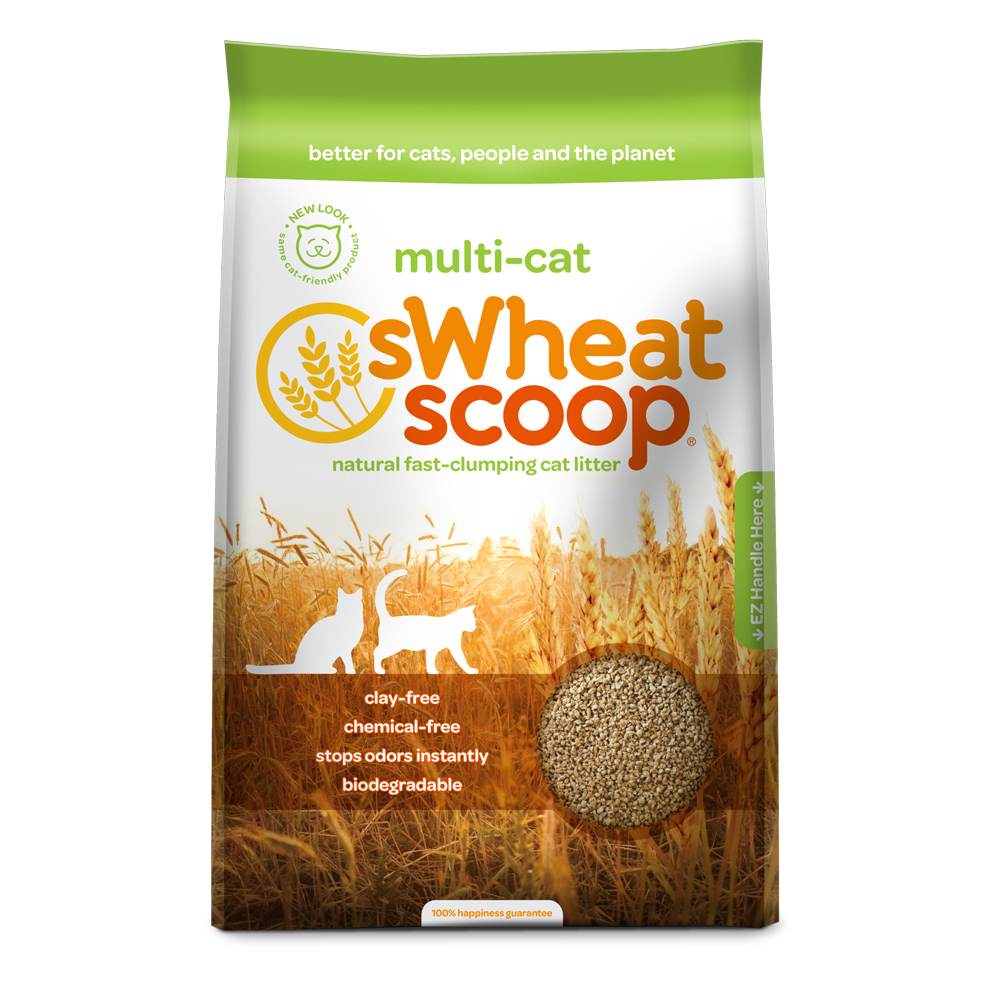 better for cats, people and the planet
• NEW LOOK •
same cat-friendly product
multi-cat
sWheat
scoop®
natural fast-clumping cat litter
EZ Handle Here
clay-free
chemical-free
stops odors instantly
biodegradable
100% happiness guarantee